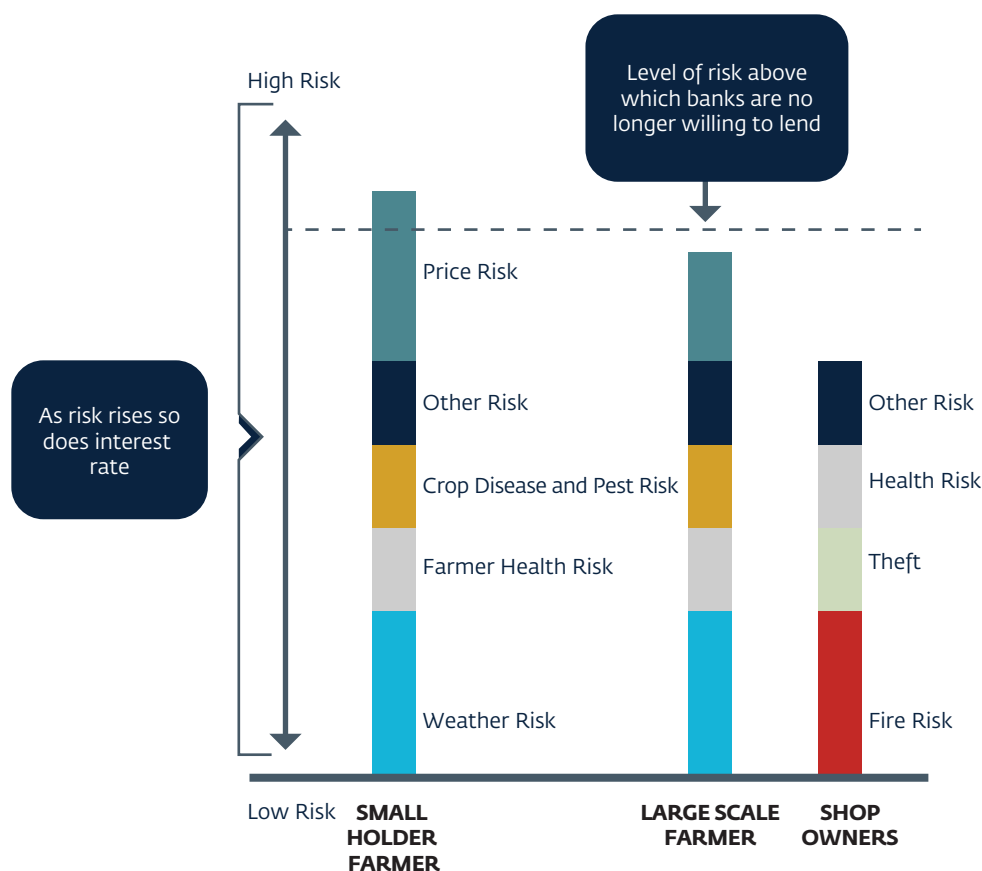 High Risk
Level of risk above
which banks are no
longer willing to lend
Price Risk
As risk rises so
does interest
rate
Other Risk
Other Risk
Crop Disease and Pest Risk
Health Risk
Farmer Health Risk
Theft
Weather Risk
Fire Risk
Low Risk
SMALL
HOLDER
FARMER
LARGE SCALE
FARMER
SHOP
OWNERS